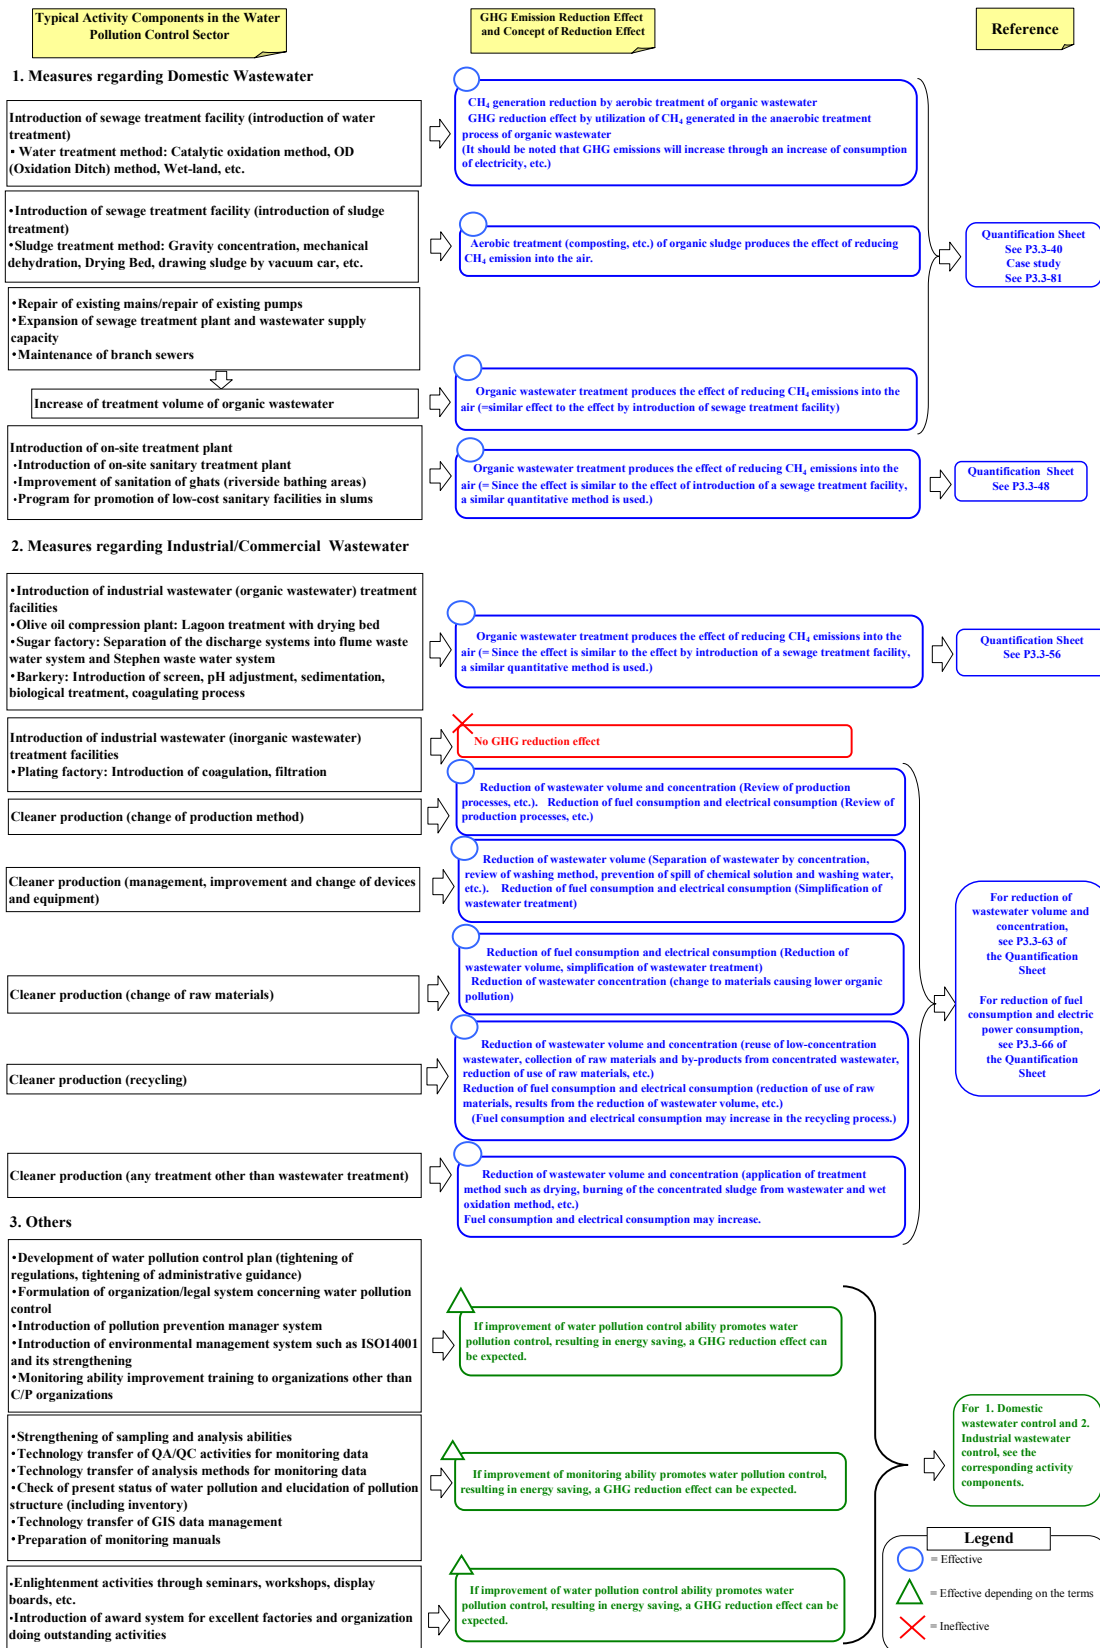 Typical Activity Components in the Water
Pollution Control Sector
GHG Emission Reduction Effect
and Concept of Reduction Effect
Reference
1. Measures regarding Domestic Wastewater
Introduction of sewage treatment facility (introduction of water
treatment)
▪ Water treatment method: Catalytic oxidation method, OD
(Oxidation Ditch) method, Wet-land, etc.
CH₄ generation reduction by aerobic treatment of organic wastewater
GHG reduction effect by utilization of CH₄ generated in the anaerobic treatment
process of organic wastewater
(It should be noted that GHG emissions will increase through an increase of consumption
of electricity, etc.)
•Introduction of sewage treatment facility (introduction of sludge
treatment)
•Sludge treatment method: Gravity concentration, mechanical
dehydration, Drying Bed, drawing sludge by vacuum car, etc.
Aerobic treatment (composting, etc.) of organic sludge produces the effect of reducing
CH₄ emission into the air.
Quantification Sheet
See P3.3-40
Case study
See P3.3-81
•Repair of existing mains/repair of existing pumps
•Expansion of sewage treatment plant and wastewater supply
capacity
•Maintenance of branch sewers
Increase of treatment volume of organic wastewater
Organic wastewater treatment produces the effect of reducing CH₄ emissions into the
air (=similar effect to the effect by introduction of sewage treatment facility)
Introduction of on-site treatment plant
•Introduction of on-site sanitary treatment plant
•Improvement of sanitation of ghats (riverside bathing areas)
•Program for promotion of low-cost sanitary facilities in slums
Organic wastewater treatment produces the effect of reducing CH₄ emissions into the
air (= Since the effect is similar to the effect of introduction of a sewage treatment facility,
a similar quantitative method is used.)
Quantification Sheet
See P3.3-48
2. Measures regarding Industrial/Commercial Wastewater
•Introduction of industrial wastewater (organic wastewater) treatment
facilities
•Olive oil compression plant: Lagoon treatment with drying bed
•Sugar factory: Separation of the discharge systems into flume waste
water system and Stephen waste water system
•Barkery: Introduction of screen, pH adjustment, sedimentation,
biological treatment, coagulating process
Organic wastewater treatment produces the effect of reducing CH₄ emissions into the
air (= Since the effect is similar to the effect by introduction of a sewage treatment facility,
a similar quantitative method is used.)
Quantification Sheet
See P3.3-56
Introduction of industrial wastewater (inorganic wastewater)
treatment facilities
•Plating factory: Introduction of coagulation, filtration
No GHG reduction effect
Cleaner production (change of production method)
Reduction of wastewater volume and concentration (Review of production
processes, etc.). Reduction of fuel consumption and electrical consumption (Review of
production processes, etc.)
Cleaner production (management, improvement and change of devices
and equipment)
Reduction of wastewater volume (Separation of wastewater by concentration,
review of washing method, prevention of spill of chemical solution and washing water,
etc.). Reduction of fuel consumption and electrical consumption (Simplification of
wastewater treatment)
Cleaner production (change of raw materials)
Reduction of fuel consumption and electrical consumption (Reduction of
wastewater volume, simplification of wastewater treatment)
Reduction of wastewater concentration (change to materials causing lower organic
pollution)
For reduction of
wastewater volume and
concentration,
see P3.3-63 of
the Quantification
Sheet
For reduction of fuel
consumption and electric
power consumption,
see P3.3-66 of
the Quantification
Sheet
Cleaner production (recycling)
Reduction of wastewater volume and concentration (reuse of low-concentration
wastewater, collection of raw materials and by-products from concentrated wastewater,
reduction of use of raw materials, etc.)
Reduction of fuel consumption and electrical consumption (reduction of use of raw
materials, results from the reduction of wastewater volume, etc.)
(Fuel consumption and electrical consumption may increase in the recycling process.)
Cleaner production (any treatment other than wastewater treatment)
Reduction of wastewater volume and concentration (application of treatment
method such as drying, burning of the concentrated sludge from wastewater and wet
oxidation method, etc.)
Fuel consumption and electrical consumption may increase.
3. Others
•Development of water pollution control plan (tightening of
regulations, tightening of administrative guidance)
•Formulation of organization/legal system concerning water pollution
control
•Introduction of pollution prevention manager system
•Introduction of environmental management system such as ISO14001
and its strengthening
•Monitoring ability improvement training to organizations other than
C/P organizations
If improvement of water pollution control ability promotes water
pollution control, resulting in energy saving, a GHG reduction effect can
be expected.
•Strengthening of sampling and analysis abilities
•Technology transfer of QA/QC activities for monitoring data
•Technology transfer of analysis methods for monitoring data
•Check of present status of water pollution and elucidation of pollution
structure (including inventory)
•Technology transfer of GIS data management
•Preparation of monitoring manuals
If improvement of monitoring ability promotes water pollution control,
resulting in energy saving, a GHG reduction effect can be expected.
For 1. Domestic
wastewater control and 2.
Industrial wastewater
control, see the
corresponding activity
components.
•Enlightenment activities through seminars, workshops, display
boards, etc.
•Introduction of award system for excellent factories and organization
doing outstanding activities
If improvement of water pollution control ability promotes water
pollution control, resulting in energy saving, a GHG reduction effect can be
expected.
Legend
= Effective
= Effective depending on the terms
= Ineffective